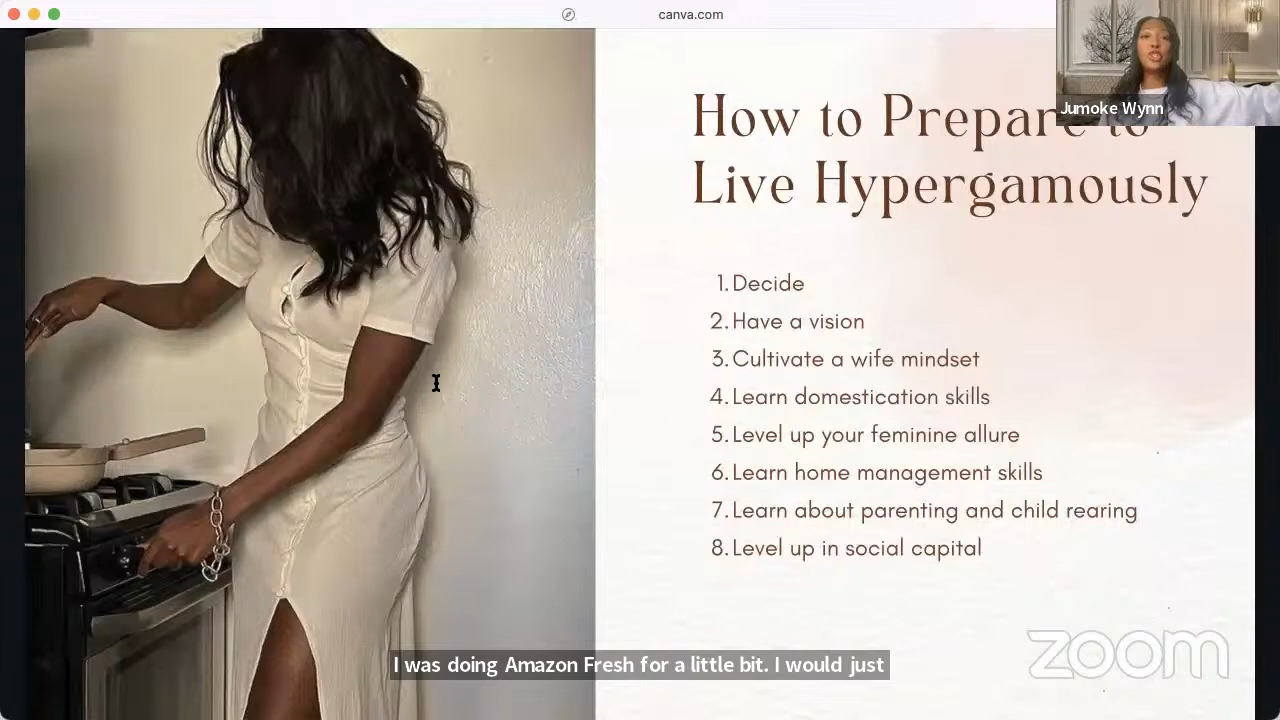 canva.com
Jumoke Wynn
How to Prepare to
Live Hypergamously
1. Decide
2. Have a vision
3. Cultivate a wife mindset
4. Learn domestication skills
5. Level up your feminine allure
6. Learn home management skills
7. Learn about parenting and child rearing
8. Level up in social capital
I was doing Amazon Fresh for a little bit. I would just
zoom